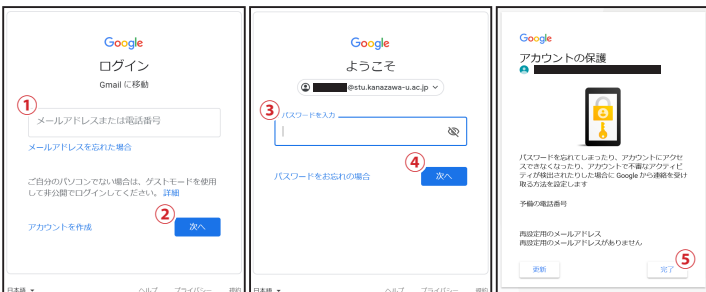 Google
ログイン
Gmail に移動
①
メールアドレスまたは電話番号
メールアドレスを忘れた場合
ご自分のパソコンでない場合は、ゲストモードを使用
して非公開でログインしてください。詳細
②
アカウントを作成
次へ
日本語
ヘルプ プライバシー 規約
Google
ようこそ
@stu.kanazawa-u.ac.jp
③
パスワードを入力
④
パスワードをお忘れの場合
次へ
日本語
ヘルプ プライバシー 規約
Google
アカウントの保護
パスワードを忘れてしまったり、アカウントにアクセ
スできなくなったり、アカウントで不審なアクティビ
ティが検出されたりした場合に Google から連絡を受け
取る方法を設定します
予備の電話番号
再設定用のメールアドレス
再設定用のメールアドレスがありません
⑤
更新
完了